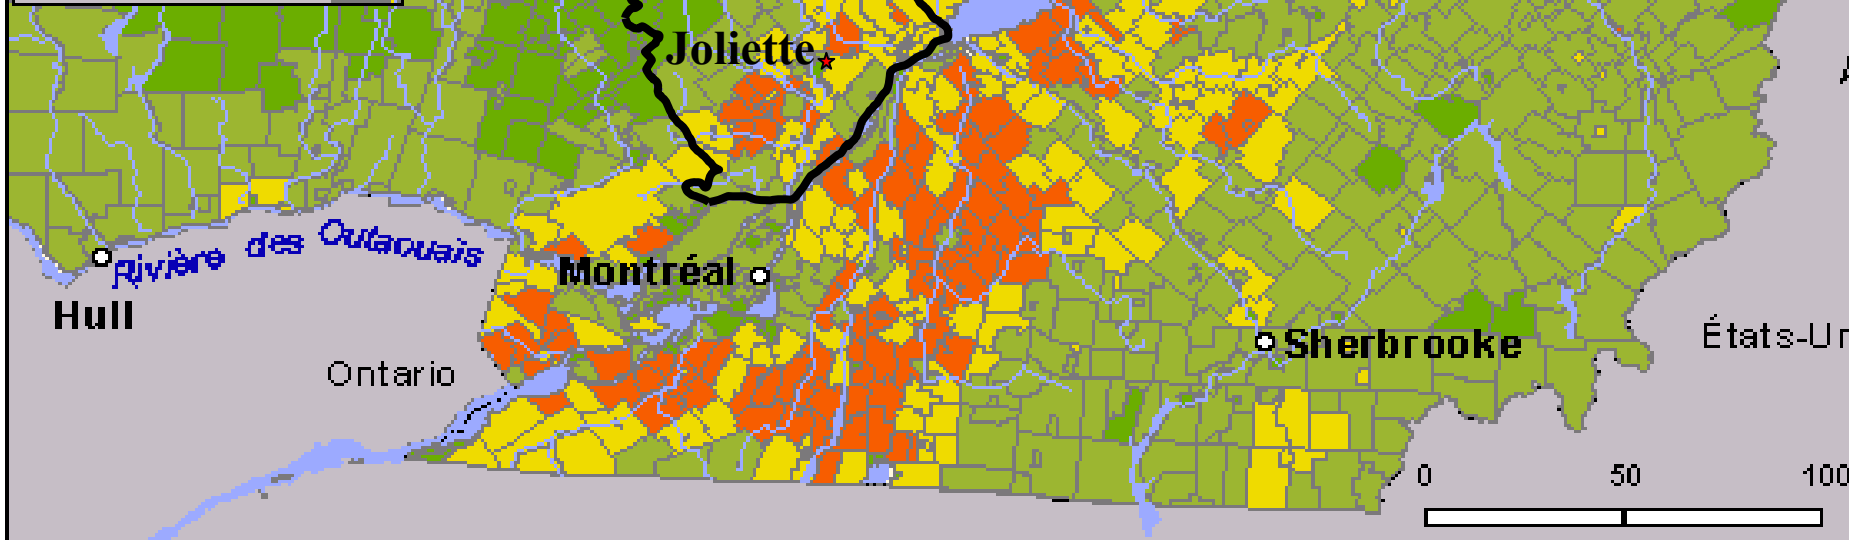 Joliette
Rivière des Outaouais
Montréal
Hull
Sherbrooke
États-Un
Ontario
0 50 100